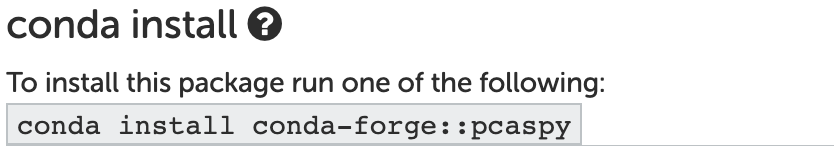 conda install ?
To install this package run one of the following:
conda install conda-forge::pcaspy